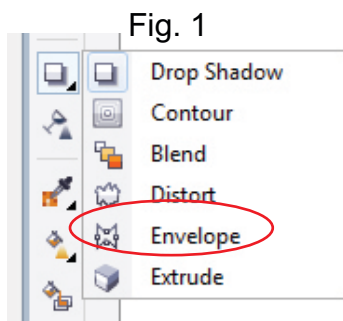 Fig. 1
Drop Shadow
Contour
Blend
Distort
Envelope
Extrude